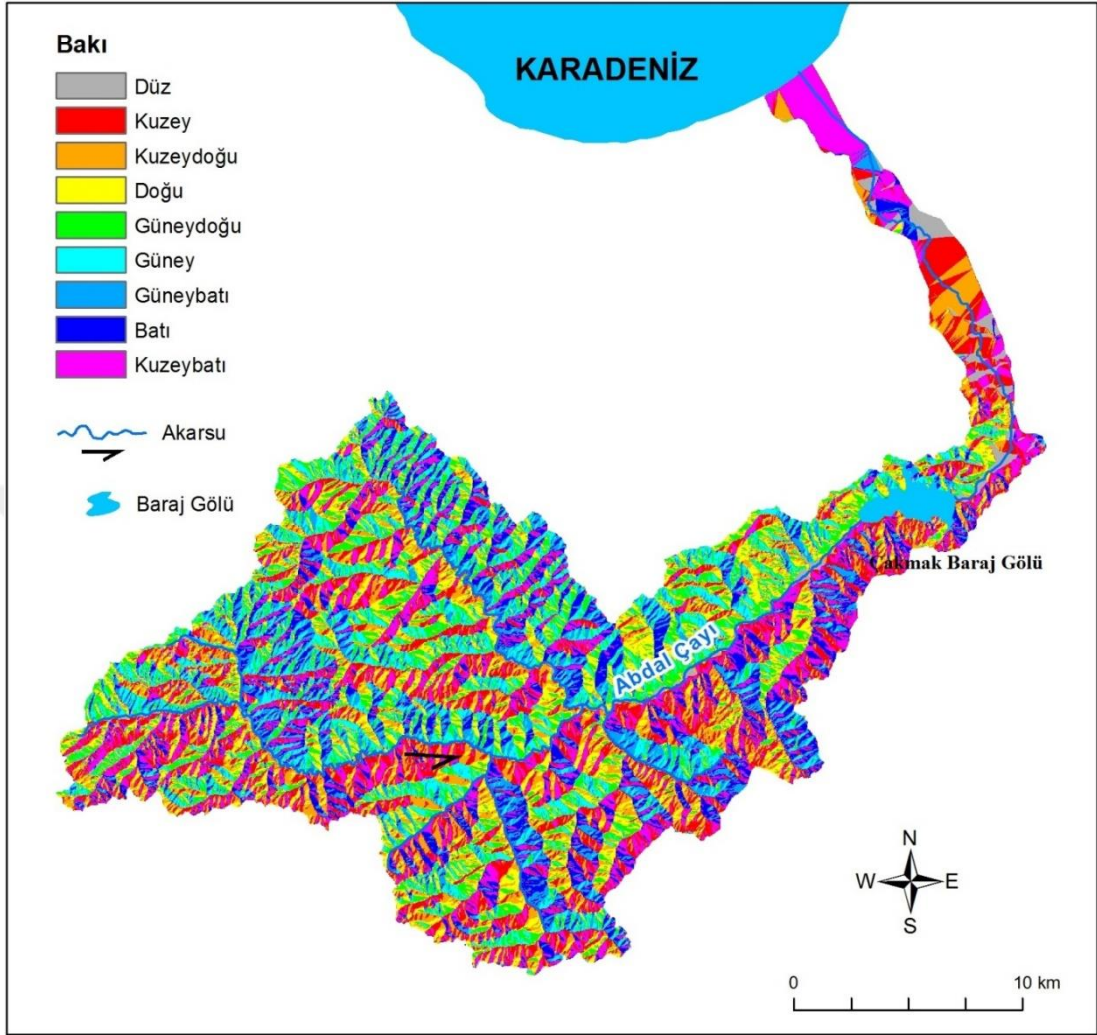 KARADENİZ
Bakı
Düz
Kuzey
Kuzeydoğu
Doğu
Güneydoğu
Güney
Güneybatı
Batı
Kuzeybatı
Akarsu
Baraj Gölü
Çakmak Baraj Gölü
Abdal Çayı
N
W E
S
0 10 km